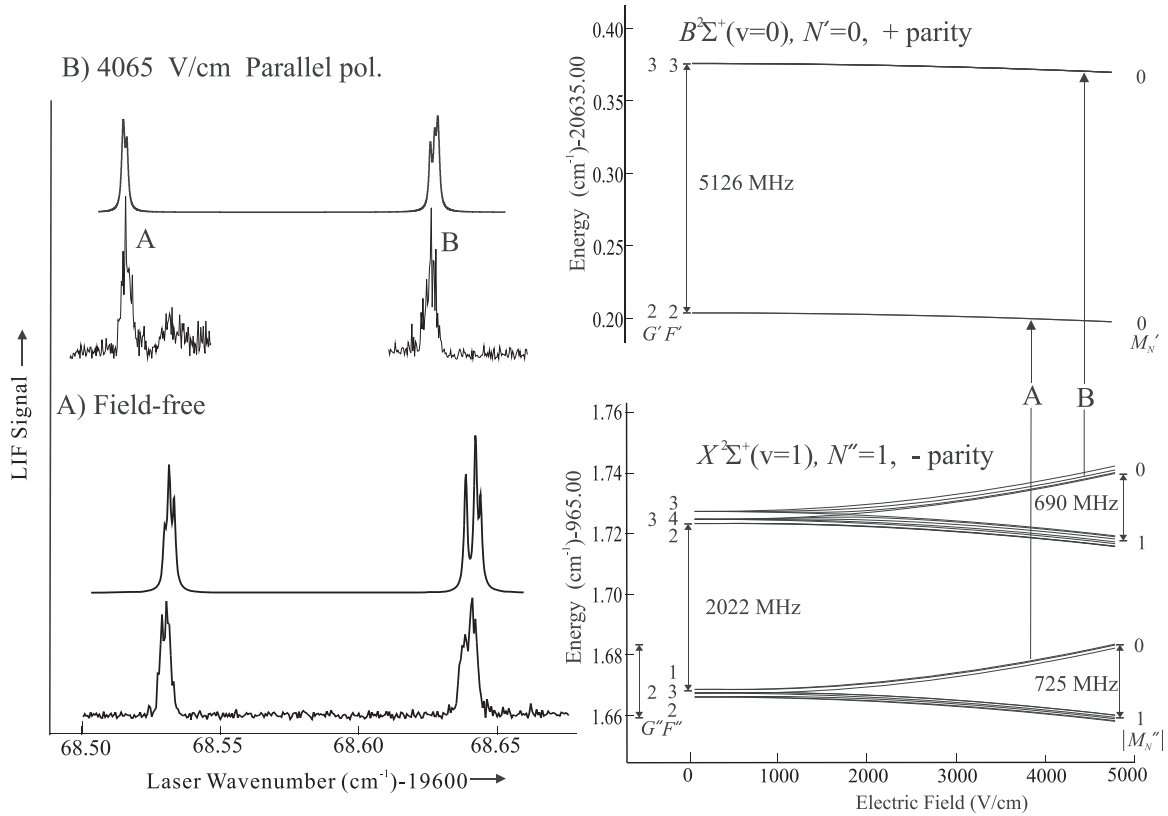 B) 4065 V/cm Parallel pol.
A
B
A) Field-free
LIF Signal
68.50
68.55
68.60
68.65
Laser Wavenumber (cm⁻¹)-19600
B²Σ⁺(v=0), N'=0, + parity
0.40
0.35
0.30
0.25
0.20
Energy (cm⁻¹)-20635.00
3 3
5126 MHz
2 2
G' F'
0
0
M_N'
A
B
X²Σ⁺(v=1), N''=1, - parity
1.76
1.74
1.72
1.70
1.68
1.66
Energy (cm⁻¹)-965.00
3
3 4
2
2022 MHz
1
2 3
2
G''F''
0
690 MHz
1
0
725 MHz
1
|M_N''|
0
1000
2000
3000
4000
5000
Electric Field (V/cm)